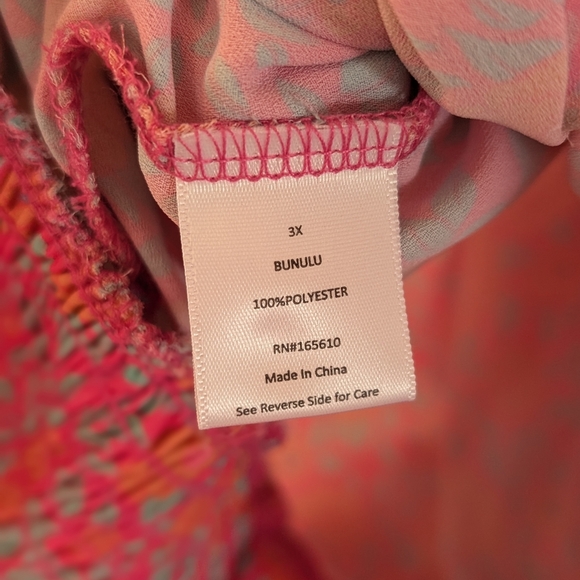 3X
BUNULU
100%POLYESTER
RN#165610
Made In China
See Reverse Side for Care